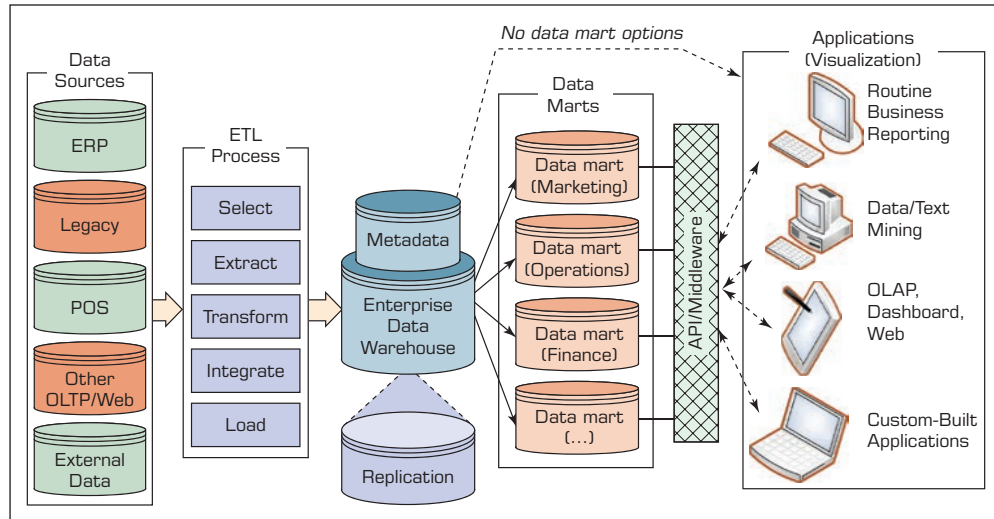 No data mart options
Data
Sources
ERP
Legacy
POS
Other
OLTP/Web
External
Data
ETL
Process
Select
Extract
Transform
Integrate
Load
Metadata
Enterprise
Data
Warehouse
Replication
Data
Marts
Data mart
(Marketing)
Data mart
(Operations)
Data mart
(Finance)
Data mart
(...)
API/Middleware
Applications
(Visualization)
Routine
Business
Reporting
Data/Text
Mining
OLAP,
Dashboard,
Web
Custom-Built
Applications